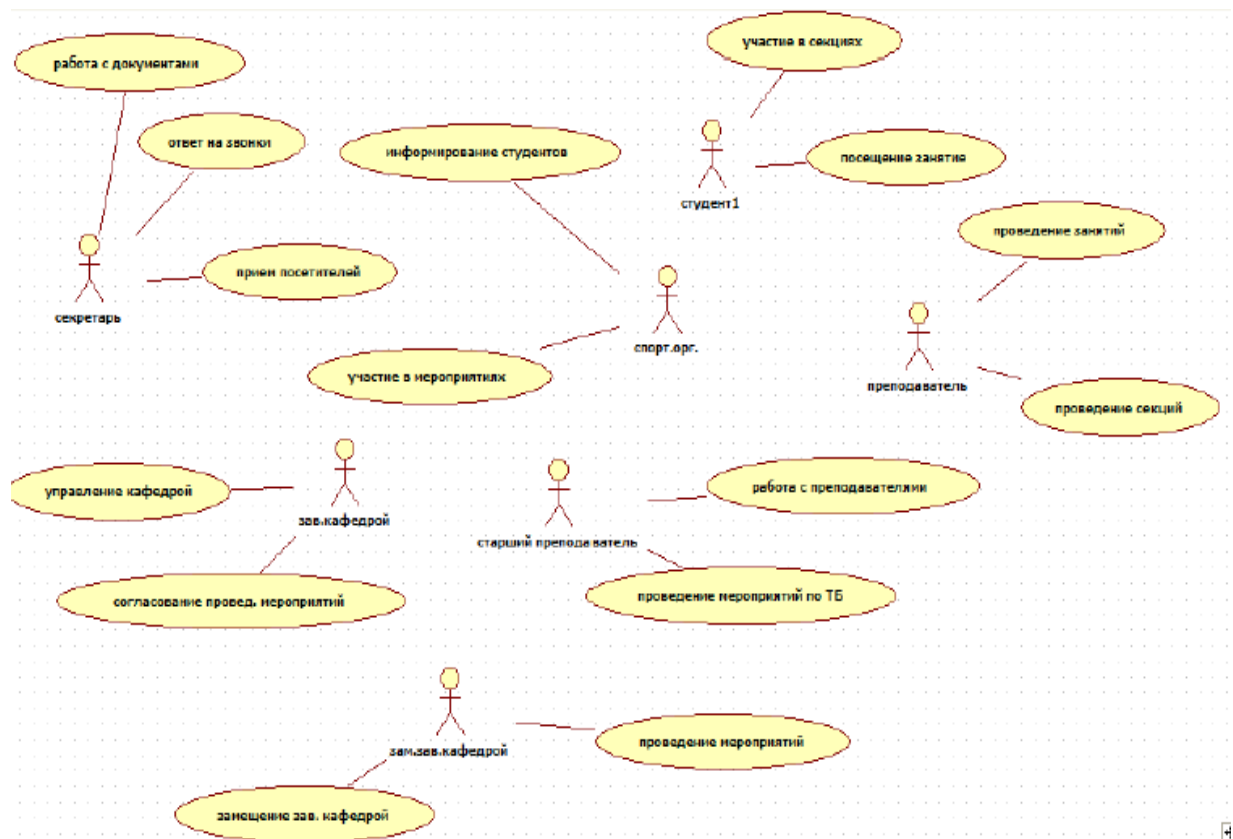 участие в секциях
работа с документами
ответ на звонки
информирование студентов
посещение занятие
студент1
проведение занятий
прием посетителей
секретарь
спорт.орг.
участие в мероприятиях
преподаватель
проведение секций
управление кафедрой
работа с преподавателями
зав.кафедрой
старший преподаватель
согласование провед. мероприятий
проведение мероприятий по ТБ
зам.зав.кафедрой
проведение мероприятий
замещение зав. кафедрой